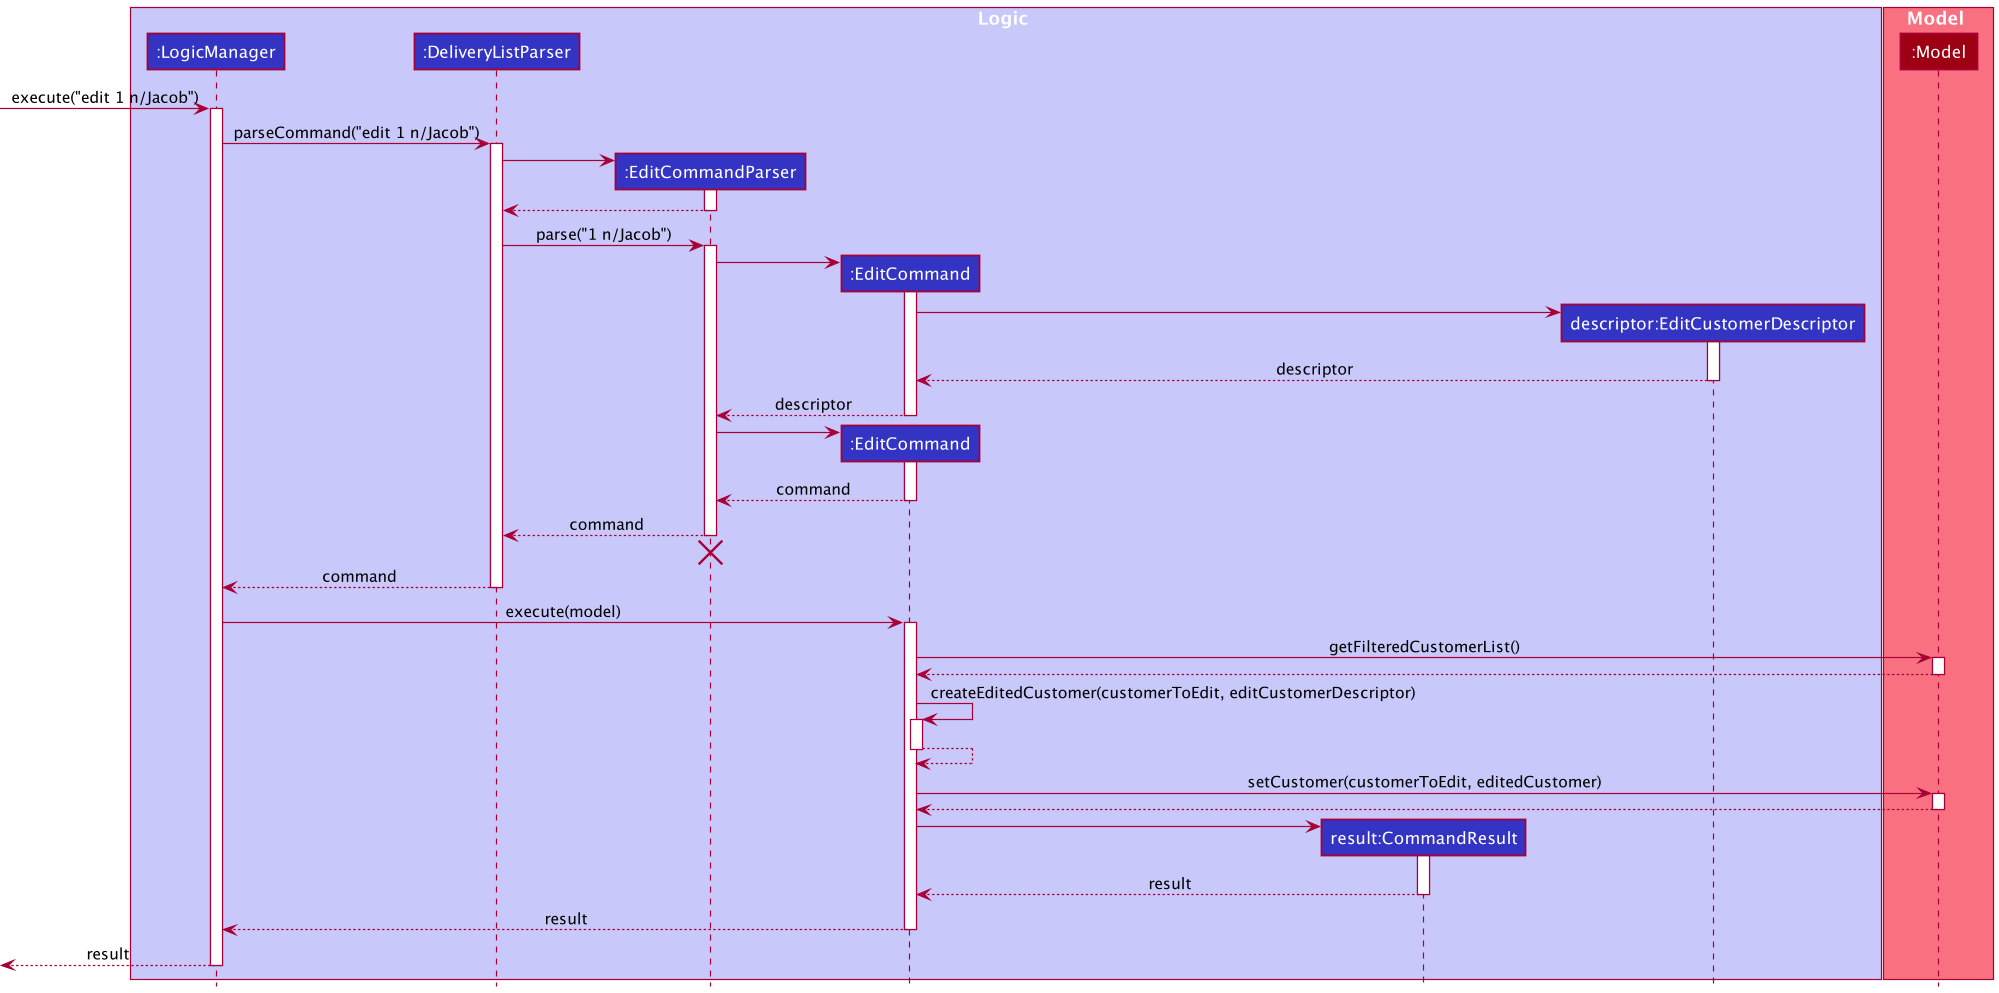 Logic
Model
:LogicManager
:DeliveryListParser
:Model
execute("edit 1 n/Jacob")
parseCommand("edit 1 n/Jacob")
:EditCommandParser
parse("1 n/Jacob")
:EditCommand
descriptor:EditCustomerDescriptor
descriptor
descriptor
:EditCommand
command
command
command
execute(model)
getFilteredCustomerList()
createEditedCustomer(customerToEdit, editCustomerDescriptor)
setCustomer(customerToEdit, editedCustomer)
result:CommandResult
result
result
result